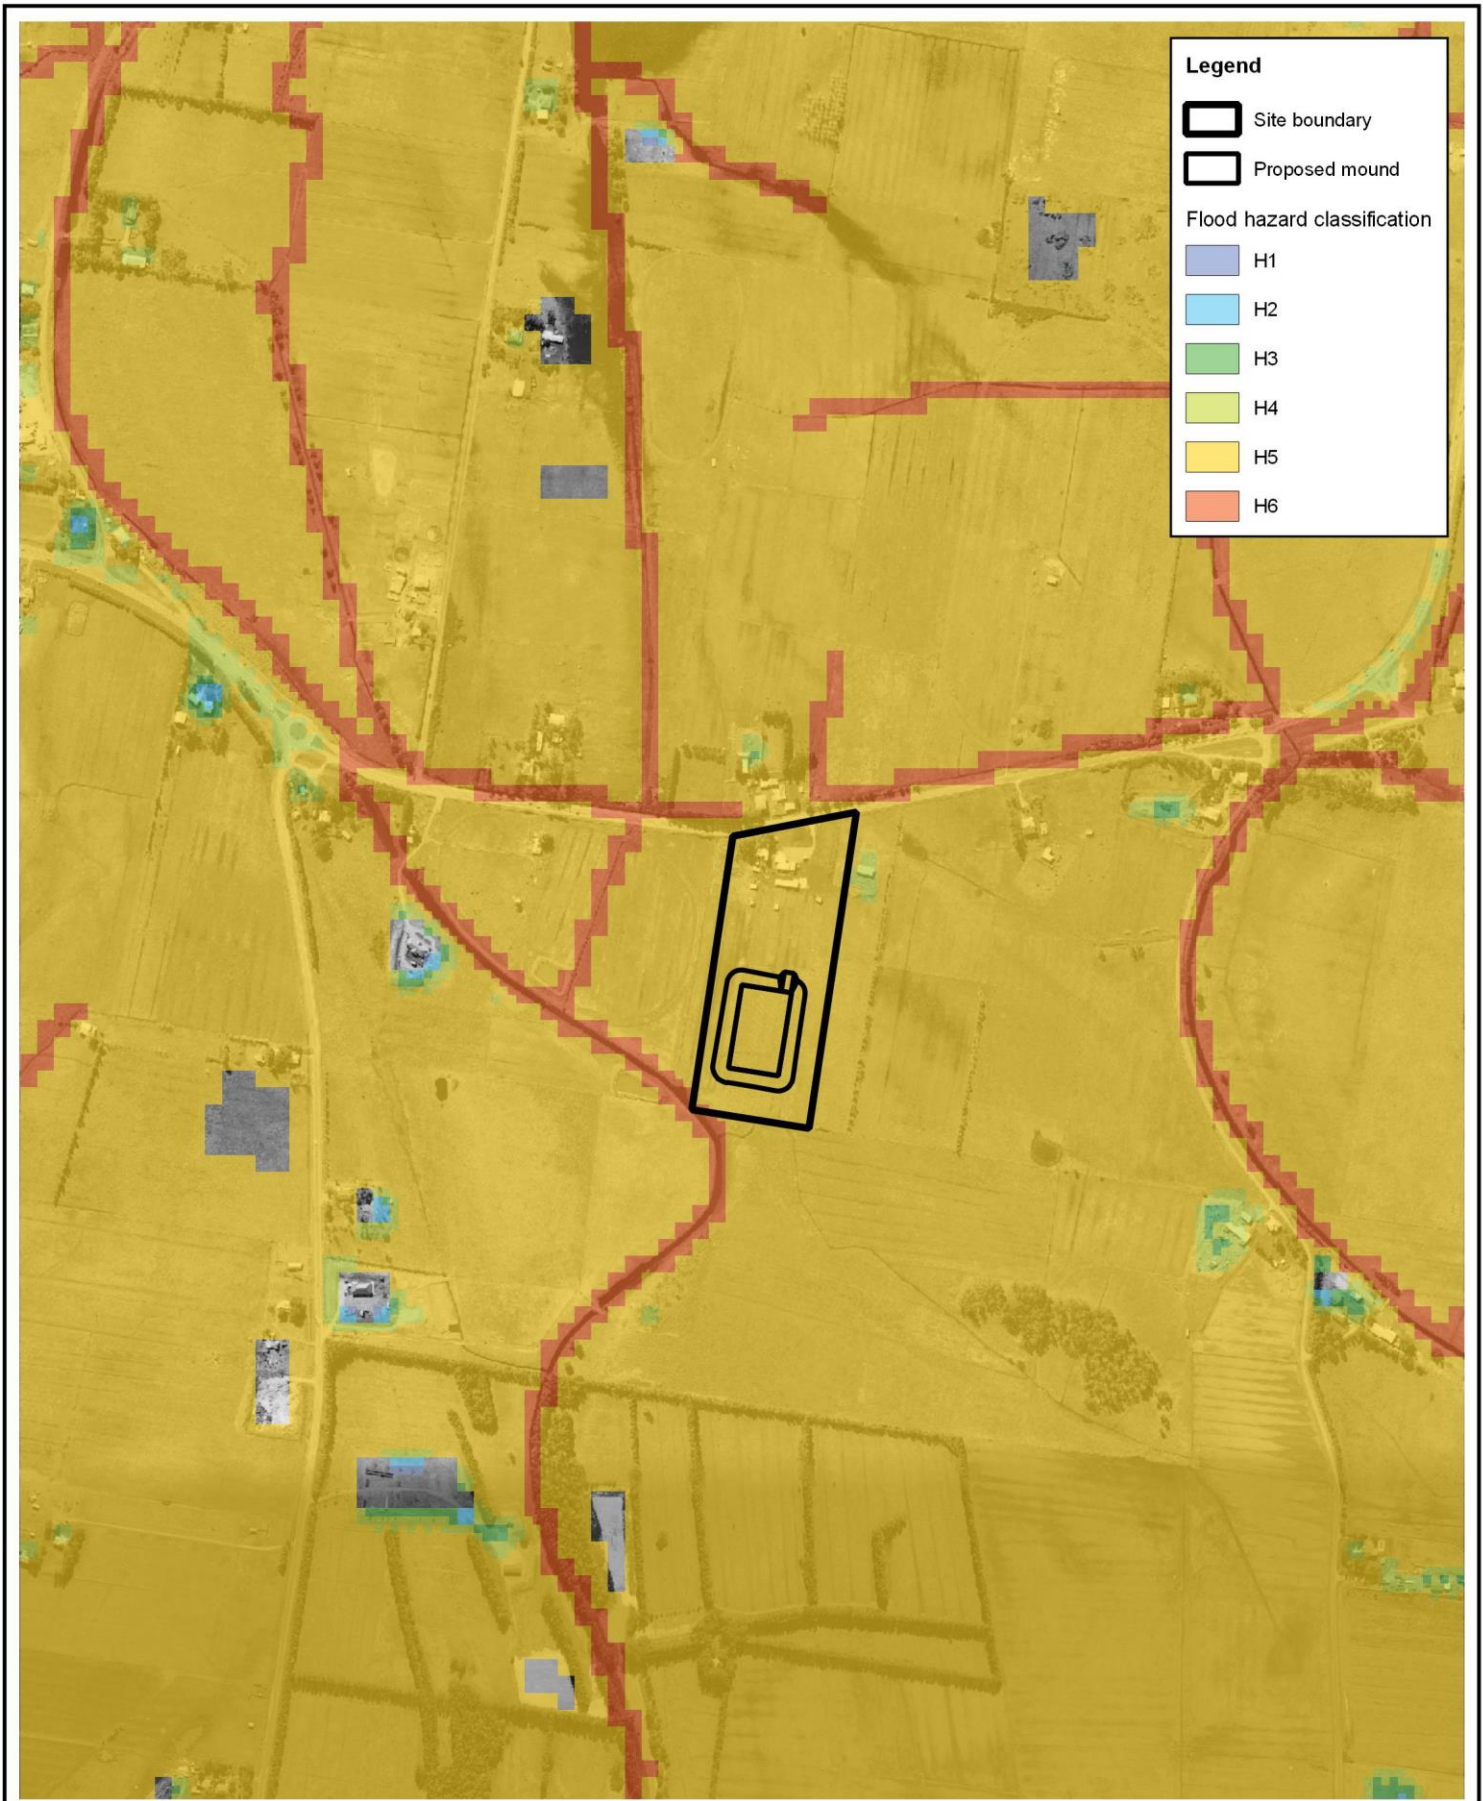 Legend
Site boundary
Proposed mound
Flood hazard classification
H1
H2
H3
H4
H5
H6